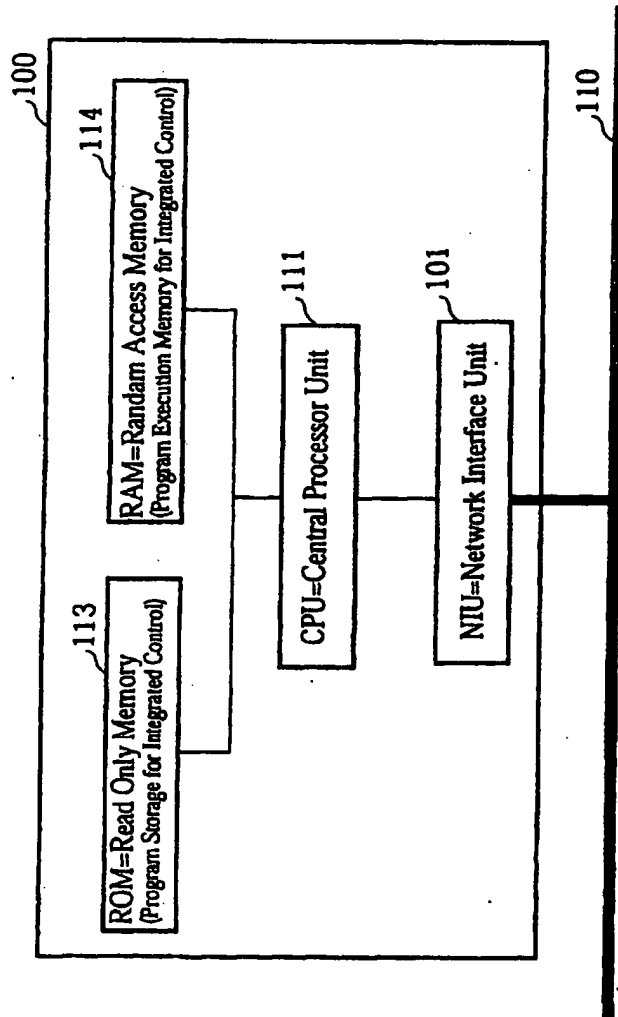 100
113
ROM=Read Only Memory
(Program Storage for Integrated Control)
114
RAM=Randam Access Memory
(Program Execution Memory for Integrated Control)
111
CPU=Central Processor Unit
101
NIU=Network Interface Unit
110